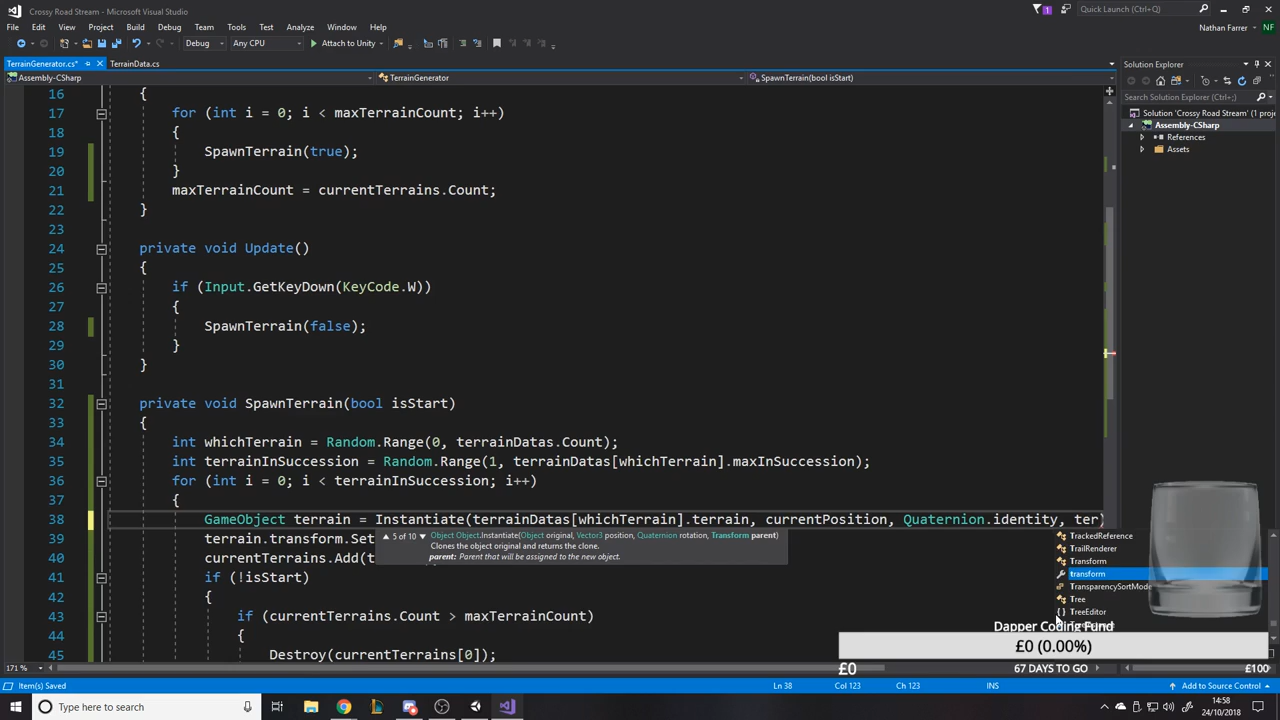 Crossy Road Stream - Microsoft Visual Studio
1
Quick Launch (Ctrl+Q)
File Edit View Project Build Debug Team Tools Test Analyze Window Help
Nathan Farrer NF
Debug Any CPU Attach to Unity
TerrainGenerator.cs* TerrainData.cs
Assembly-CSharp TerrainGenerator SpawnTerrain(bool isStart)
16 {
17 for (int i = 0; i < maxTerrainCount; i++)
18 {
19 SpawnTerrain(true);
20 }
21 maxTerrainCount = currentTerrains.Count;
22 }
23
24 private void Update()
25 {
26 if (Input.GetKeyDown(KeyCode.W))
27 {
28 SpawnTerrain(false);
29 }
30 }
31
32 private void SpawnTerrain(bool isStart)
33 {
34 int whichTerrain = Random.Range(0, terrainDatas.Count);
35 int terrainInSuccession = Random.Range(1, terrainDatas[whichTerrain].maxInSuccession);
36 for (int i = 0; i < terrainInSuccession; i++)
37 {
38 GameObject terrain = Instantiate(terrainDatas[whichTerrain].terrain, currentPosition, Quaternion.identity, ter)
39 terrain.transform.Set
40 currentTerrains.Add(t
41 if (!isStart)
42 {
43 if (currentTerrains.Count > maxTerrainCount)
44 {
45 Destroy(currentTerrains[0]);
5 of 10 Object Object.Instantiate(Object original, Vector3 position, Quaternion rotation, Transform parent)
Clones the object original and returns the clone.
parent: Parent that will be assigned to the new object.
TrackedReference
TrailRenderer
Transform
transform
TransparencySortMode
Tree
TreeEditor
Solution Explorer
Search Solution Explorer (Ctrl+;)
Solution 'Crossy Road Stream' (1 proje
Assembly-CSharp
References
Assets
Dapper Coding Fund
£0 (0.00%)
£0 67 DAYS TO GO £100
171 %
Item(s) Saved Ln 38 Col 123 Ch 123 INS Add to Source Control
Type here to search
14:58
24/10/2018